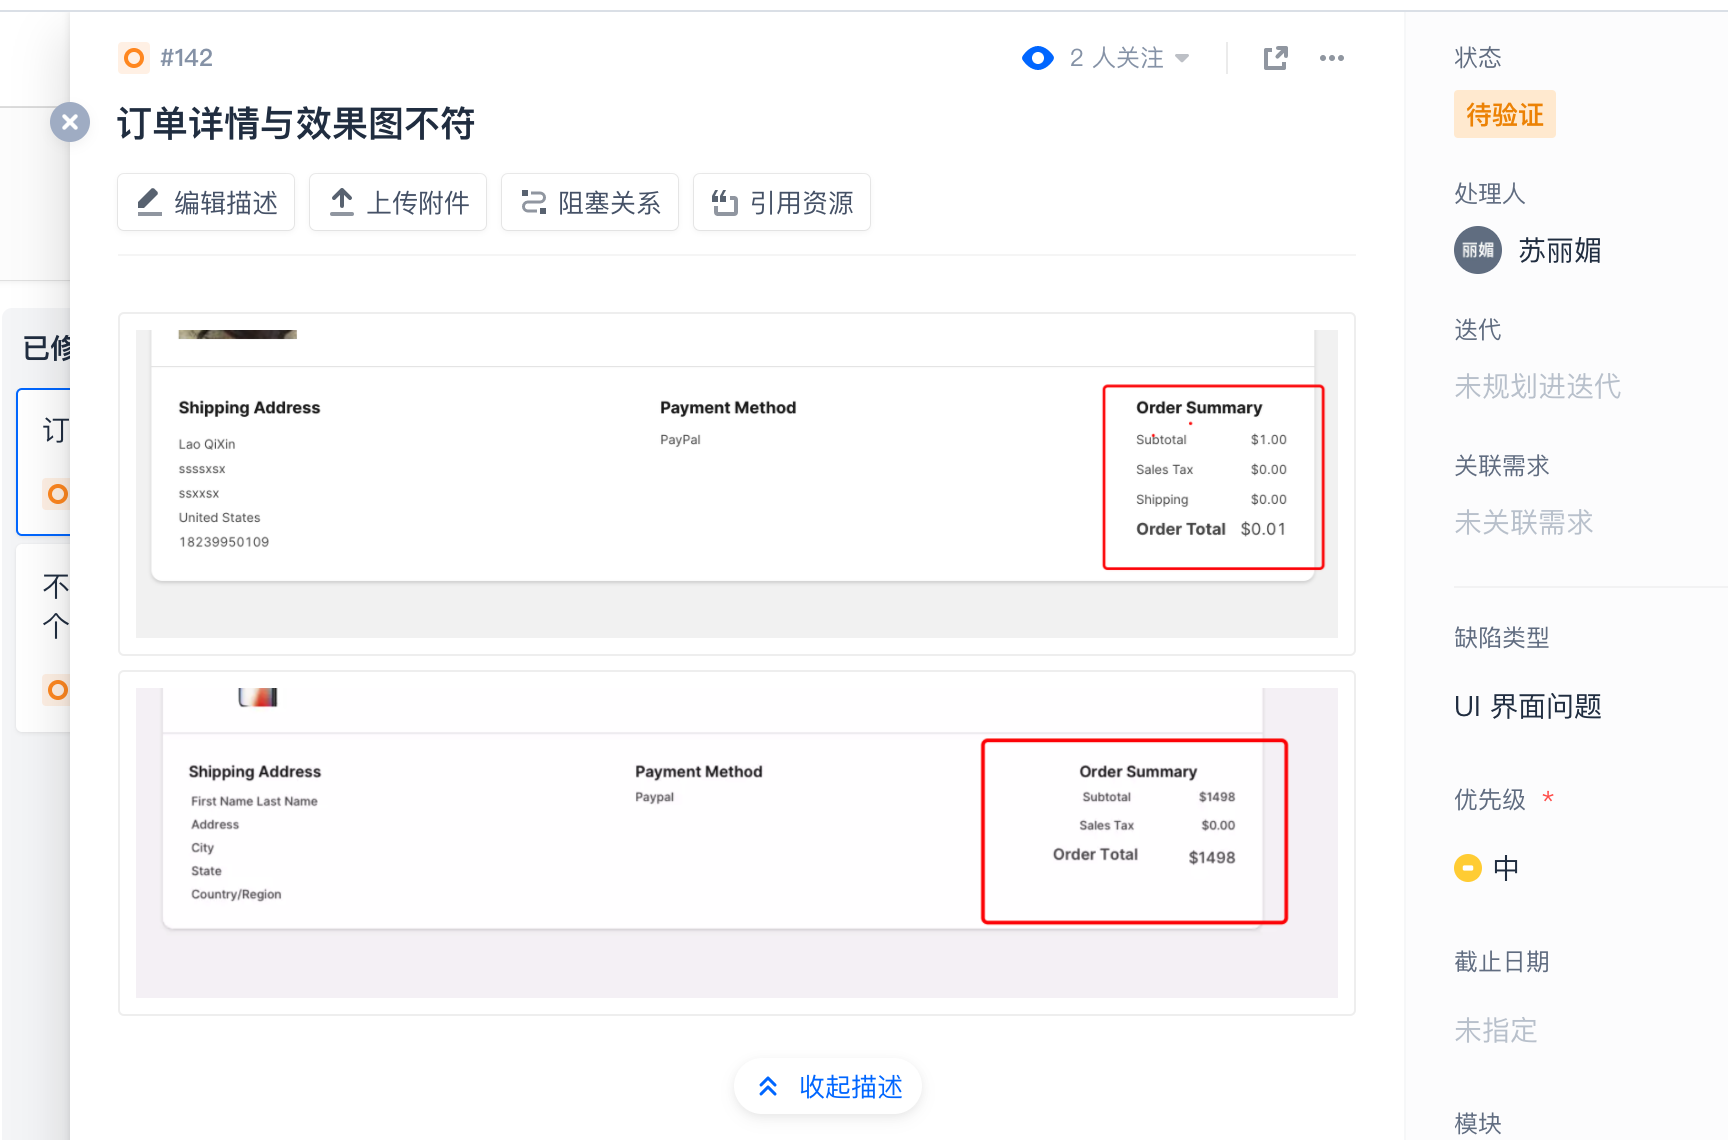 #142
2 人关注
订单详情与效果图不符
编辑描述
上传附件
阻塞关系
引用资源
Shipping Address
Lao QiXin
ssssxsx
ssxxsx
United States
18239950109
Payment Method
PayPal
Order Summary
Subtotal $1.00
Sales Tax $0.00
Shipping $0.00
Order Total $0.01
Shipping Address
First Name Last Name
Address
City
State
Country/Region
Payment Method
Paypal
Order Summary
Subtotal $1498
Sales Tax $0.00
Order Total $1498
收起描述
已修
订
不
个
状态
待验证
处理人
丽媚 苏丽媚
迭代
未规划进迭代
关联需求
未关联需求
缺陷类型
UI 界面问题
优先级 *
中
截止日期
未指定
模块